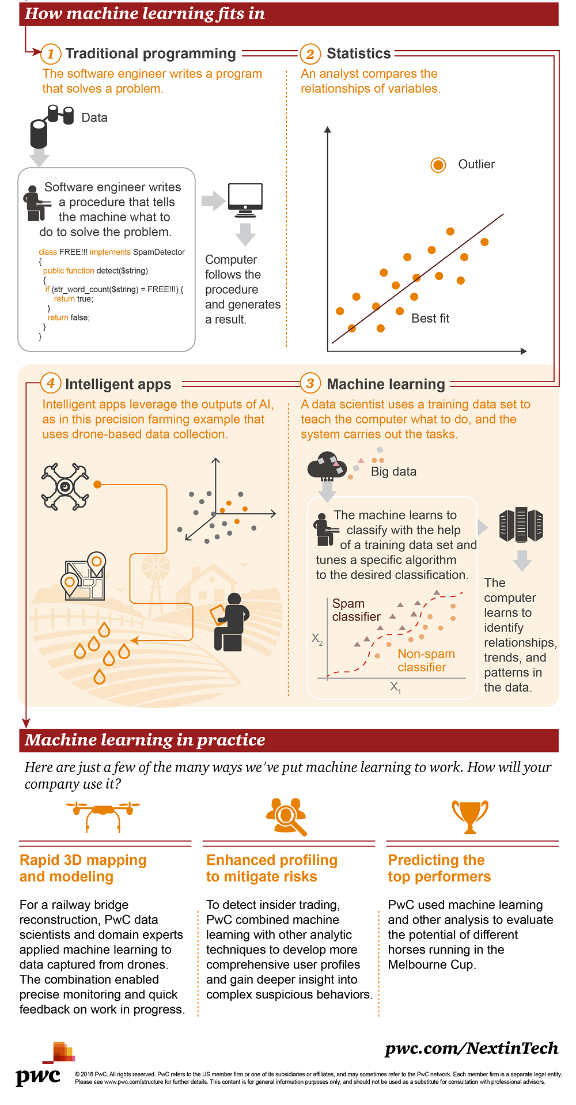 How machine learning fits in
1 Traditional programming
The software engineer writes a program
that solves a problem.
Data
Software engineer writes
a procedure that tells
the machine what to
do to solve the problem.
class FREE!!! implements SpamDetector
{
public function detect($string)
{
if (str_word_count($string) = FREE!!!) {
return true;
}
return false;
}
}
Computer
follows the
procedure
and generates
a result.
2 Statistics
An analyst compares the
relationships of variables.
Outlier
Best fit
4 Intelligent apps
Intelligent apps leverage the outputs of AI,
as in this precision farming example that
uses drone-based data collection.
3 Machine learning
A data scientist uses a training data set to
teach the computer what to do, and the
system carries out the tasks.
Big data
The machine learns to
classify with the help
of a training data set and
tunes a specific algorithm
to the desired classification.
Spam
classifier
X2
Non-spam
classifier
X1
The
computer
learns to
identify
relationships,
trends, and
patterns in
the data.
Machine learning in practice
Here are just a few of the many ways we've put machine learning to work. How will your
company use it?
Rapid 3D mapping
and modeling
For a railway bridge
reconstruction, PwC data
scientists and domain experts
applied machine learning to
data captured from drones.
The combination enabled
precise monitoring and quick
feedback on work in progress.
Enhanced profiling
to mitigate risks
To detect insider trading,
PwC combined machine
learning with other analytic
techniques to develop more
comprehensive user profiles
and gain deeper insight into
complex suspicious behaviors.
Predicting the
top performers
PwC used machine learning
and other analysis to evaluate
the potential of different
horses running in the
Melbourne Cup.
pwc.com/NextinTech
pwc
© 2016 PwC. All rights reserved. PwC refers to the US member firm or one of its subsidiaries or affiliates, and may sometimes refer to the PwC network. Each member firm is a separate legal entity.
Please see www.pwc.com/structure for further details. This content is for general information purposes only, and should not be used as a substitute for consultation with professional advisors.